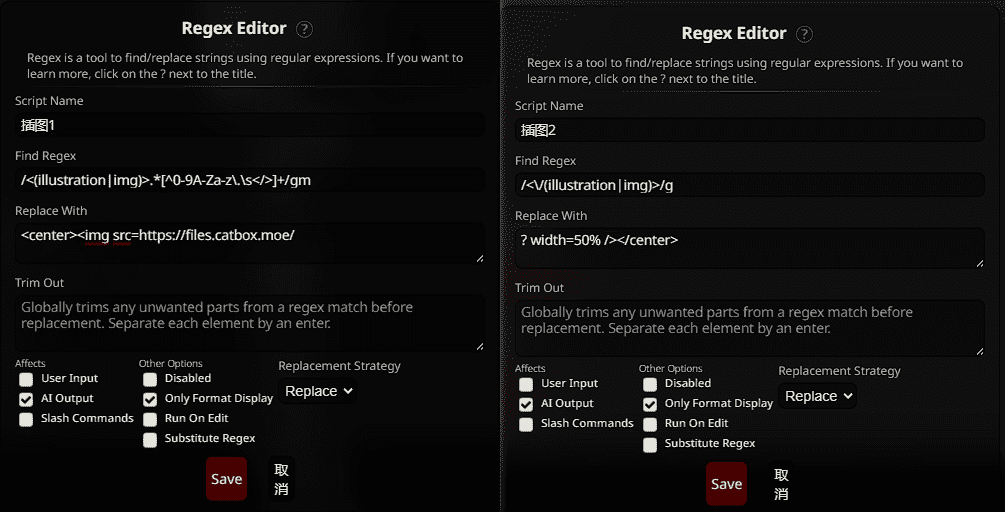 Regex Editor ?
Regex is a tool to find/replace strings using regular expressions. If you want to
learn more, click on the ? next to the title.
Script Name
插图1
Find Regex
/<(illustration|img)>.*[^0-9A-Za-z\.\s</>]+/gm
Replace With
<center><img src=https://files.catbox.moe/
Trim Out
Globally trims any unwanted parts from a regex match before
replacement. Separate each element by an enter.
Affects
User Input
AI Output
Slash Commands
Other Options
Disabled
Only Format Display
Run On Edit
Substitute Regex
Replacement Strategy
Replace
Save
取
消
Regex Editor ?
Regex is a tool to find/replace strings using regular expressions. If you want to
learn more, click on the ? next to the title.
Script Name
插图2
Find Regex
/<\/(illustration|img)>/g
Replace With
? width=50% /></center>
Trim Out
Globally trims any unwanted parts from a regex match before
replacement. Separate each element by an enter.
Affects
User Input
AI Output
Slash Commands
Other Options
Disabled
Only Format Display
Run On Edit
Substitute Regex
Replacement Strategy
Replace
Save
取
消